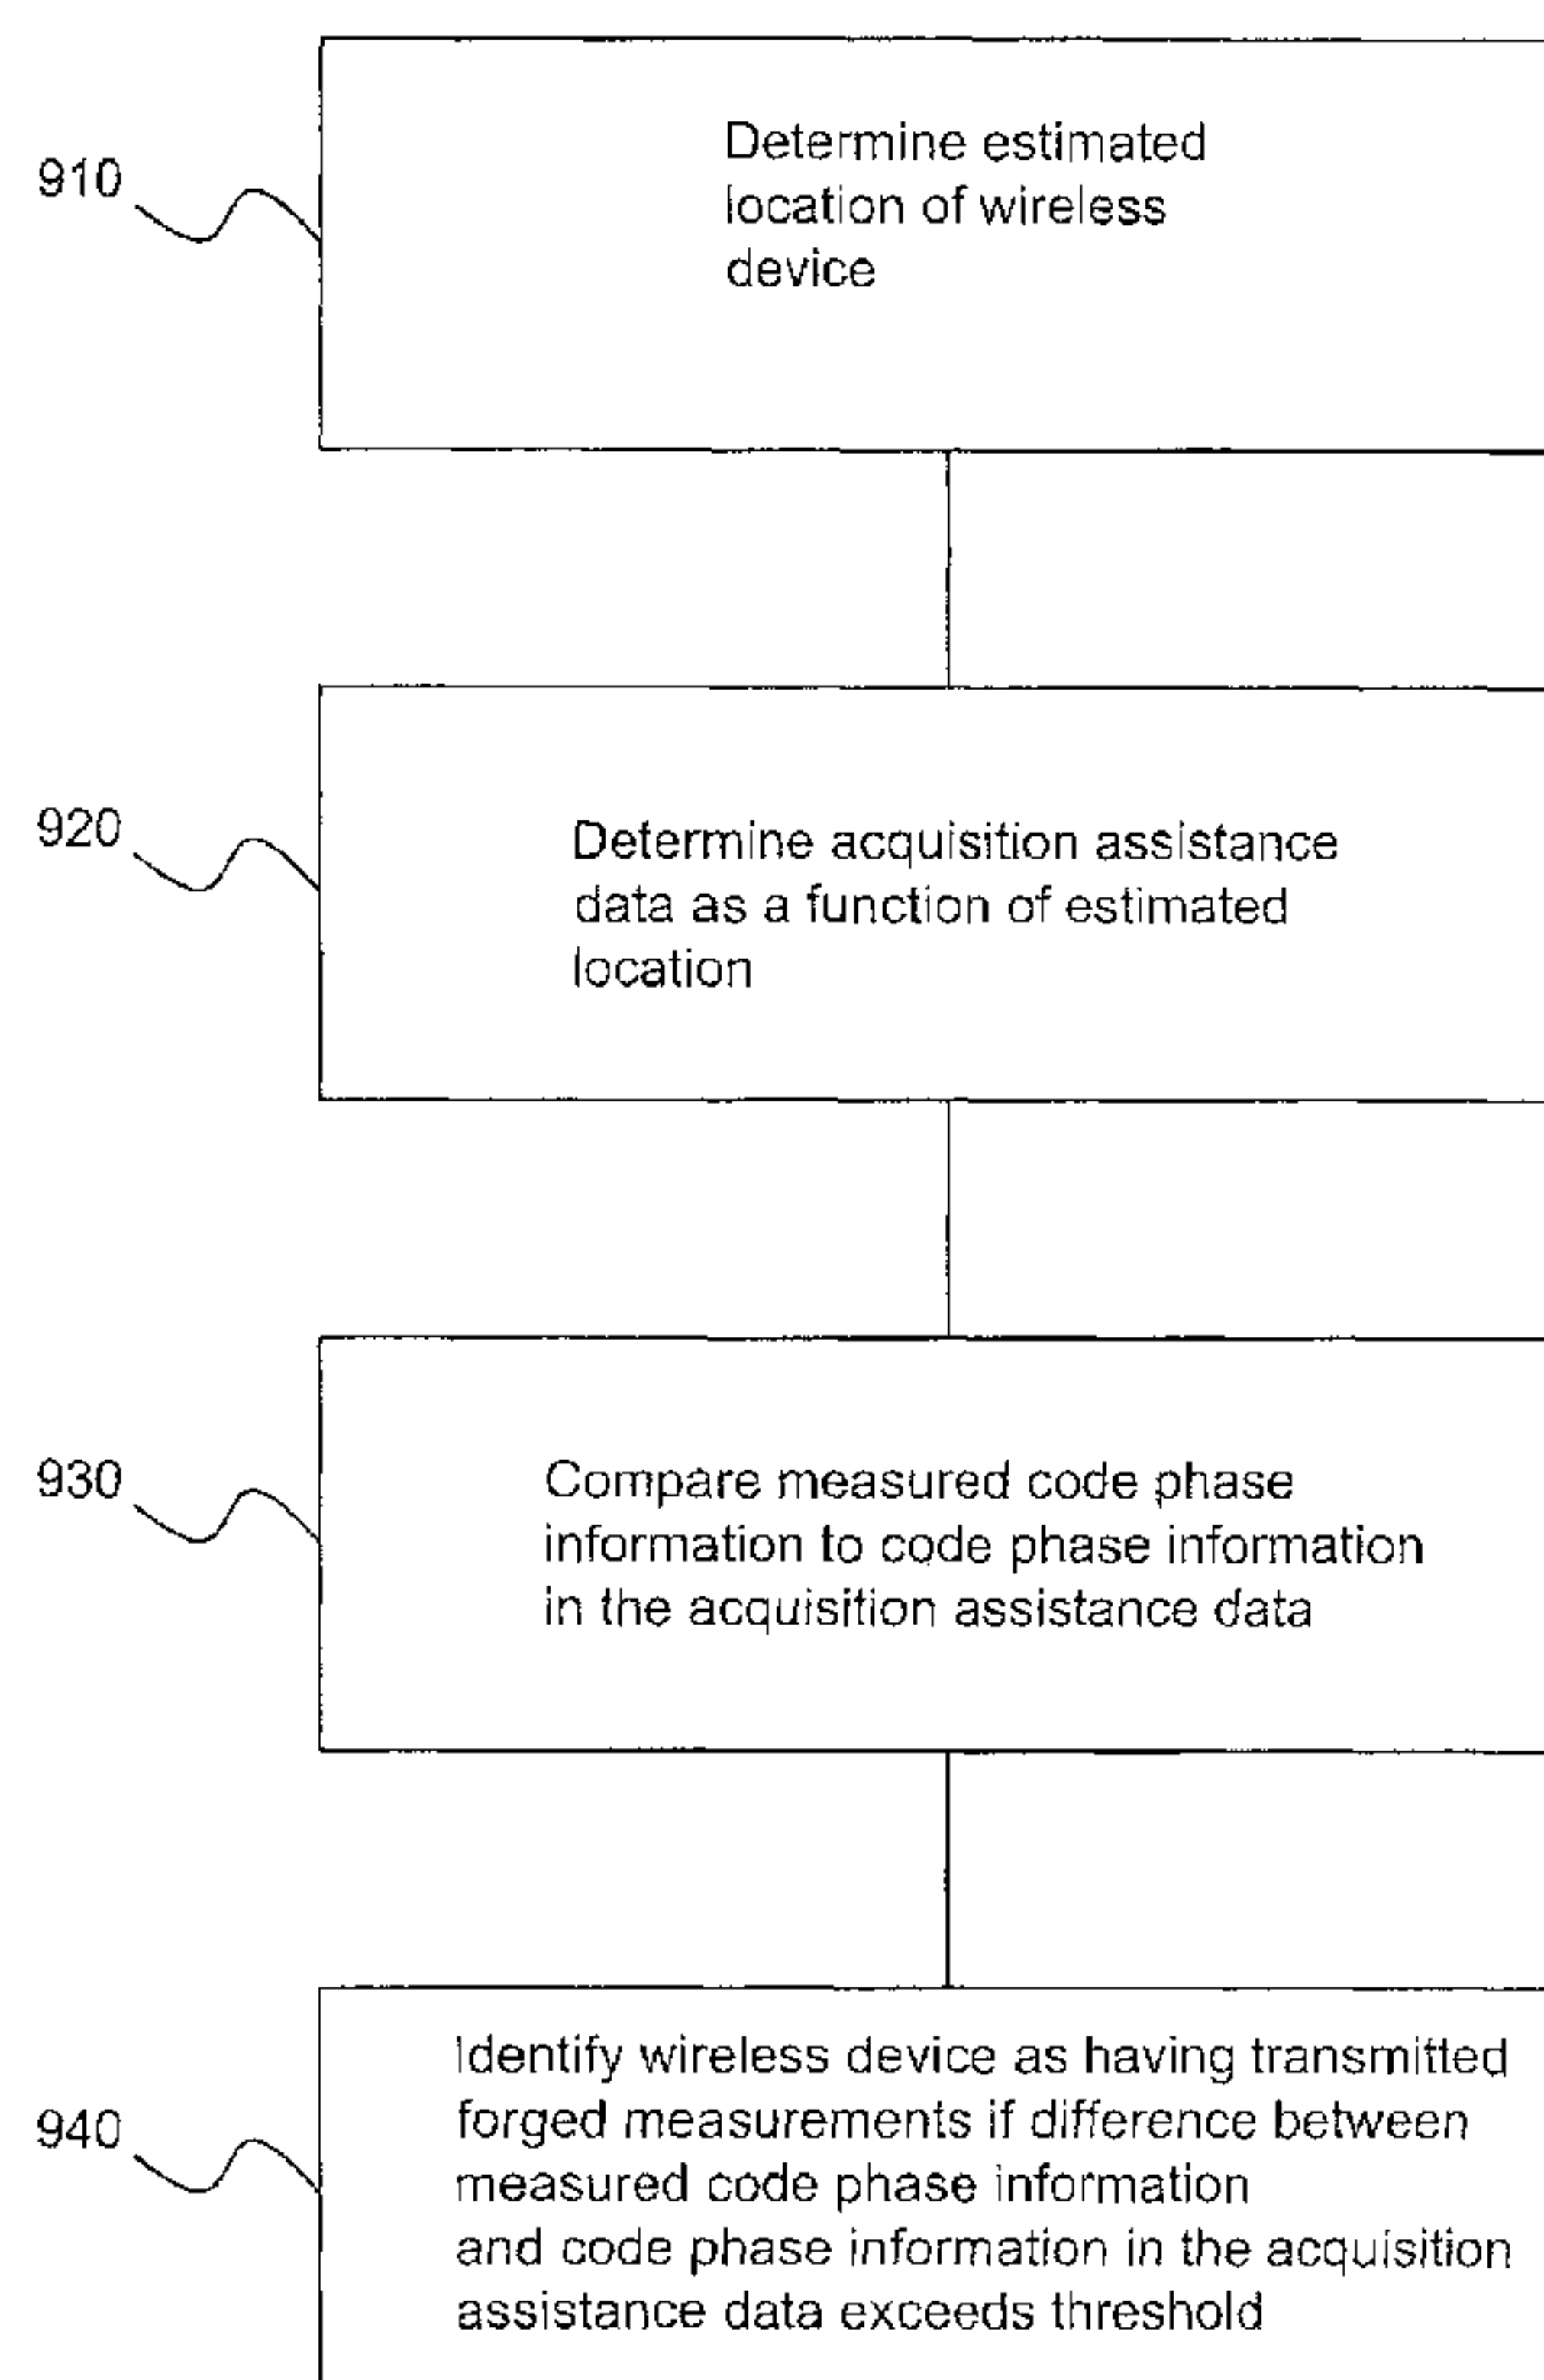 910
Determine estimated
location of wireless
device
920
Determine acquisition assistance
data as a function of estimated
location
930
Compare measured code phase
information to code phase information
in the acquisition assistance data
940
Identify wireless device as having transmitted
forged measurements if difference between
measured code phase information
and code phase information in the acquisition
assistance data exceeds threshold